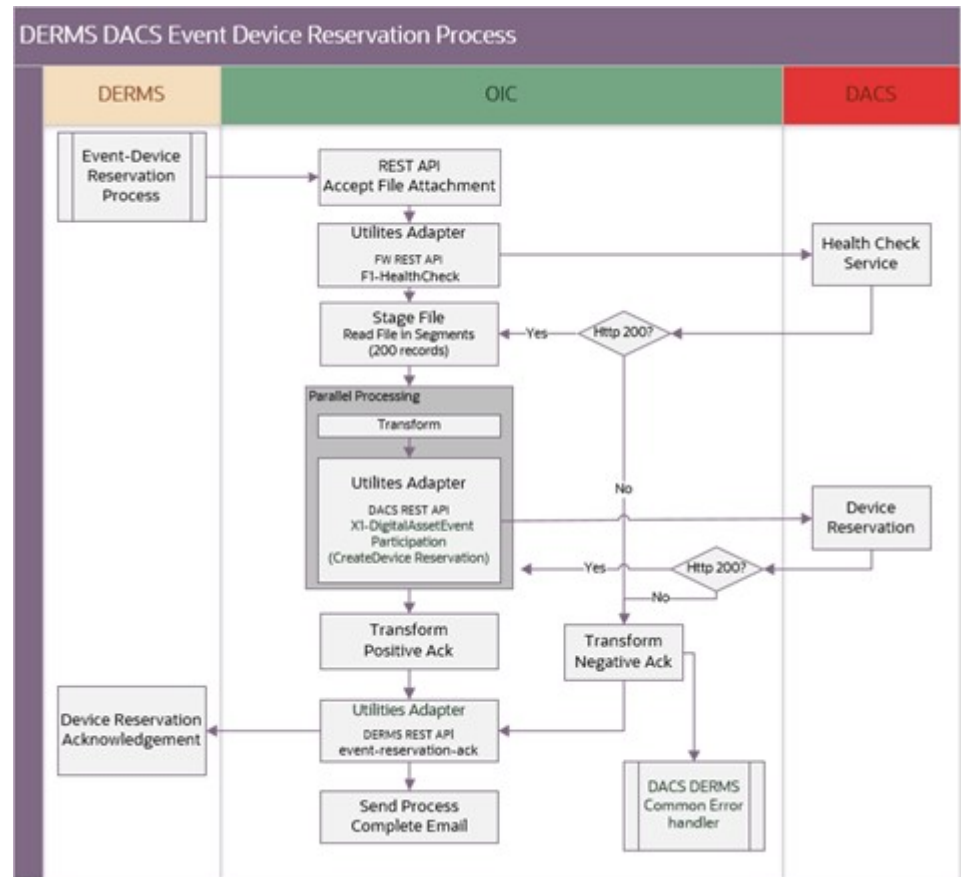 DERMS DACS Event Device Reservation Process
DERMS
OIC
DACS
Event-Device
Reservation
Process
REST API
Accept File Attachment
Utilites Adapter
FW REST API
F1-HealthCheck
Health Check
Service
Stage File
Read File in Segments
(200 records)
Yes
Http 200?
Parallel Processing
Transform
Utilites Adapter
DACS REST API
X1-DigitalAssetEvent
Participation
(CreateDevice Reservation)
No
Device
Reservation
Yes
Http 200?
No
Transform
Positive Ack
Transform
Negative Ack
Device Reservation
Acknowledgement
Utilities Adapter
DERMS REST API
event-reservation-ack
Send Process
Complete Email
DACS DERMS
Common Error
handler